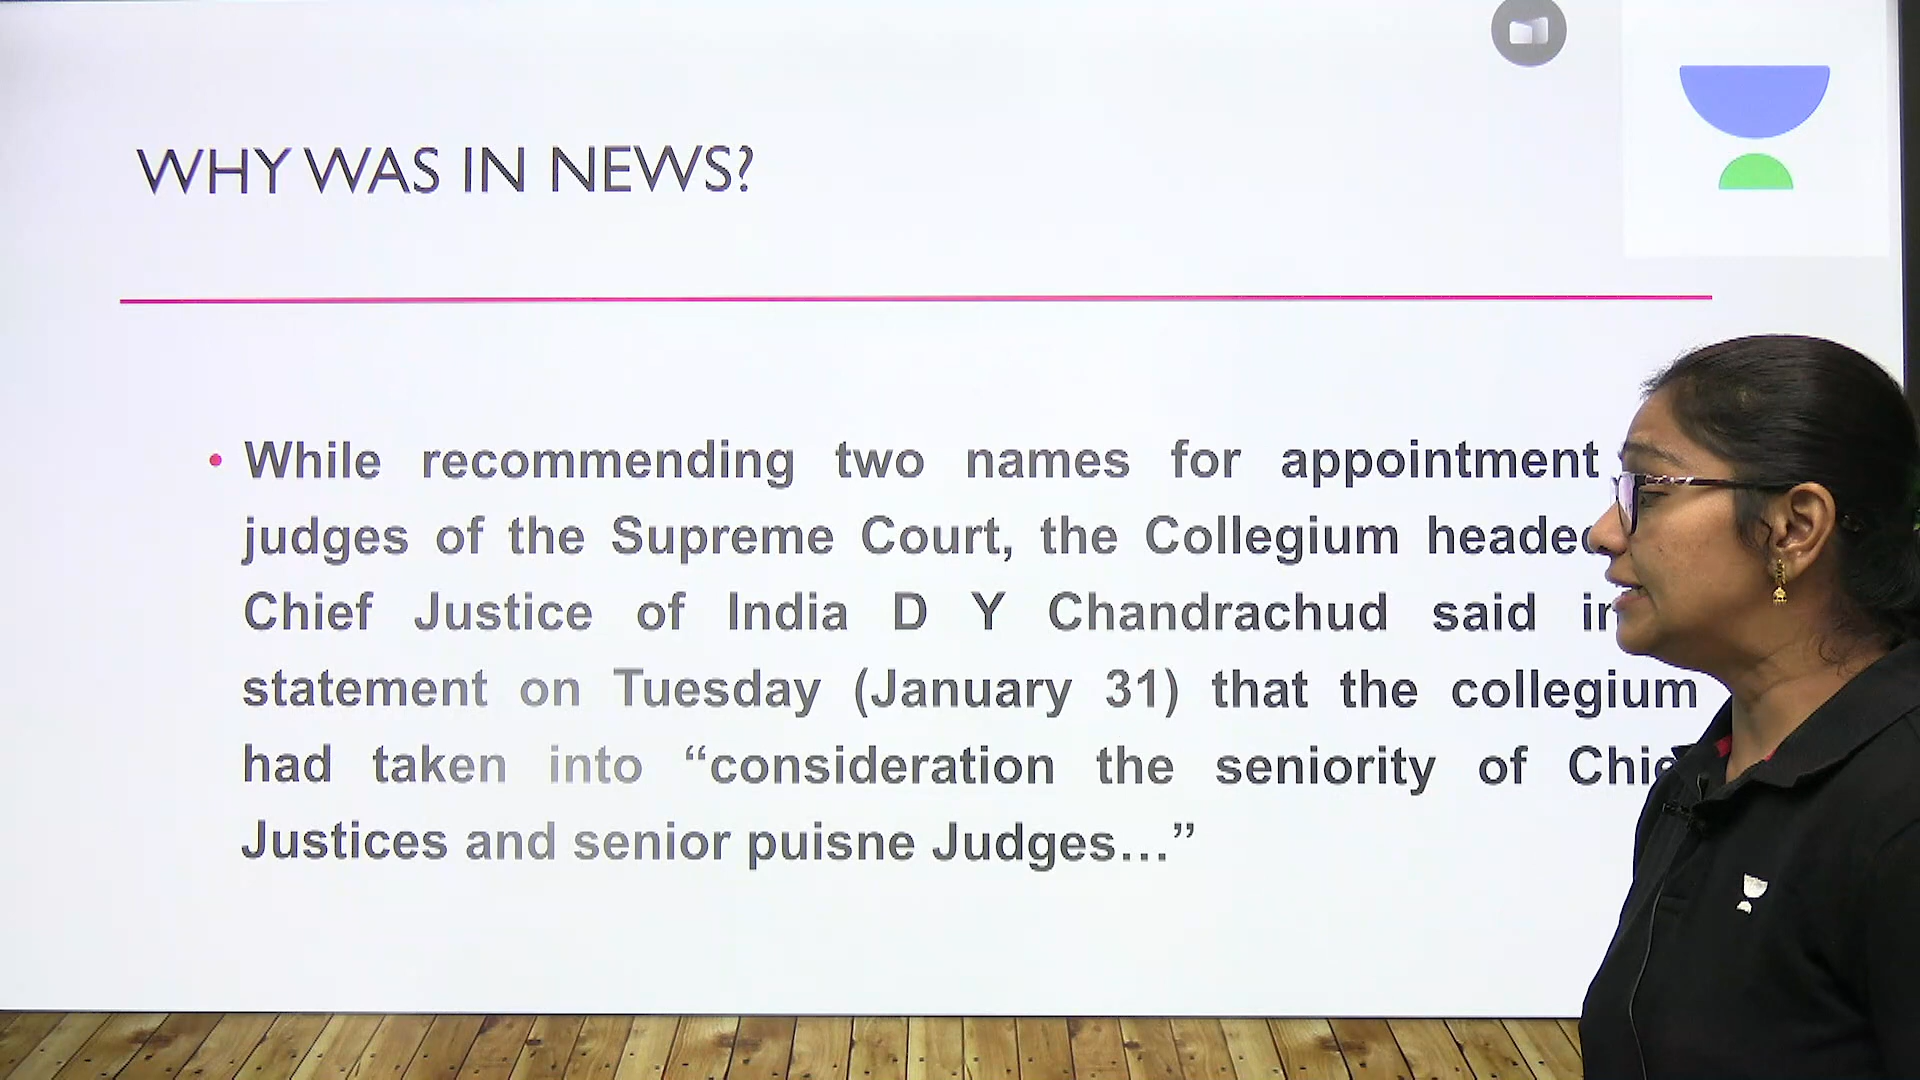 WHY WAS IN NEWS?
• While recommending two names for appointment
judges of the Supreme Court, the Collegium
Chief Justice of India D Y Chandrachud said
statement on Tuesday (January 31) that the collegium
had taken into “consideration the seniority of
Justices and senior puisne Judges...”